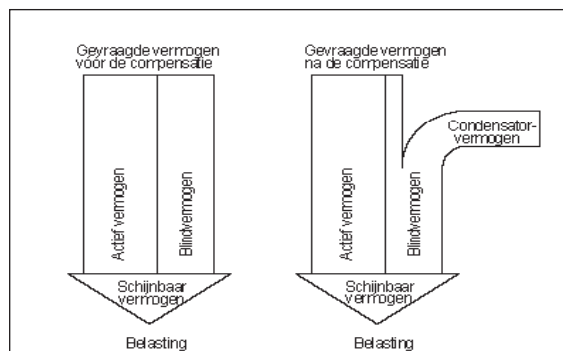 Gevraagde vermogen
vóór de compensatie
Actief vermogen
Blindvermogen
Schijnbaar
vermogen
Belasting
Gevraagde vermogen
na de compensatie
Condensator-
vermogen
Actief vermogen
Blindvermogen
Schijnbaar
vermogen
Belasting